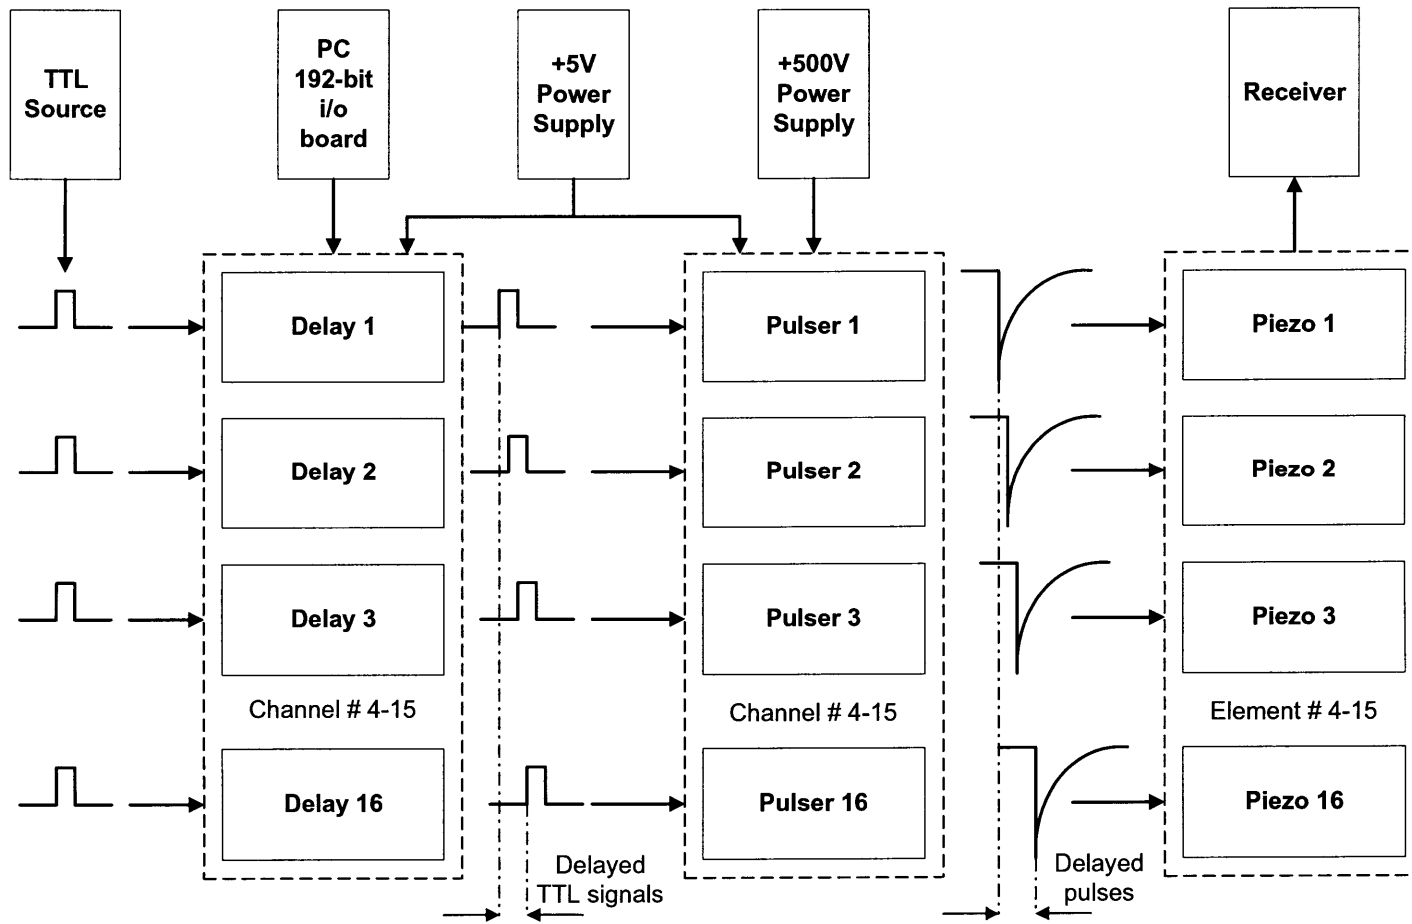 TTL
Source
PC
192-bit
i/o
board
+5V
Power
Supply
+500V
Power
Supply
Receiver
Delay 1
Pulser 1
Piezo 1
Delay 2
Pulser 2
Piezo 2
Delay 3
Pulser 3
Piezo 3
Channel # 4-15
Channel # 4-15
Element # 4-15
Delay 16
Pulser 16
Piezo 16
Delayed
TTL signals
Delayed
pulses